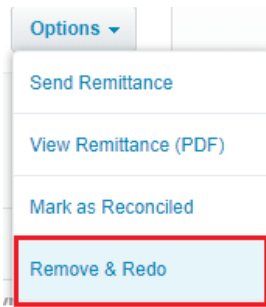 Options
Send Remittance
View Remittance (PDF)
Mark as Reconciled
Remove & Redo